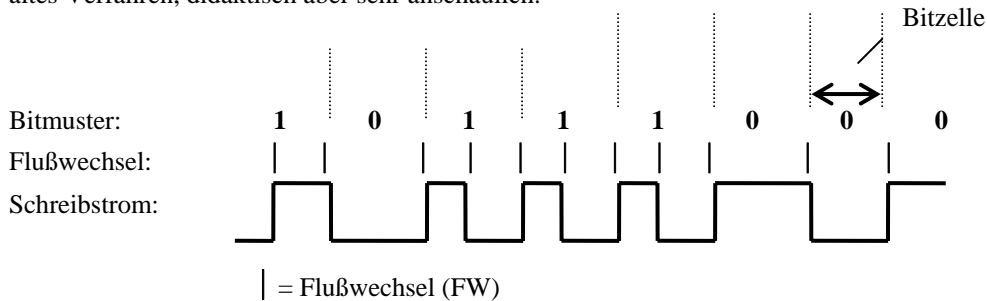 altes Verfahren, didaktisch aber sehr anschaulich.
Bitzelle
Bitmuster: 1 0 1 1 1 0 0 0
Flußwechsel:
Schreibstrom:
= Flußwechsel (FW)